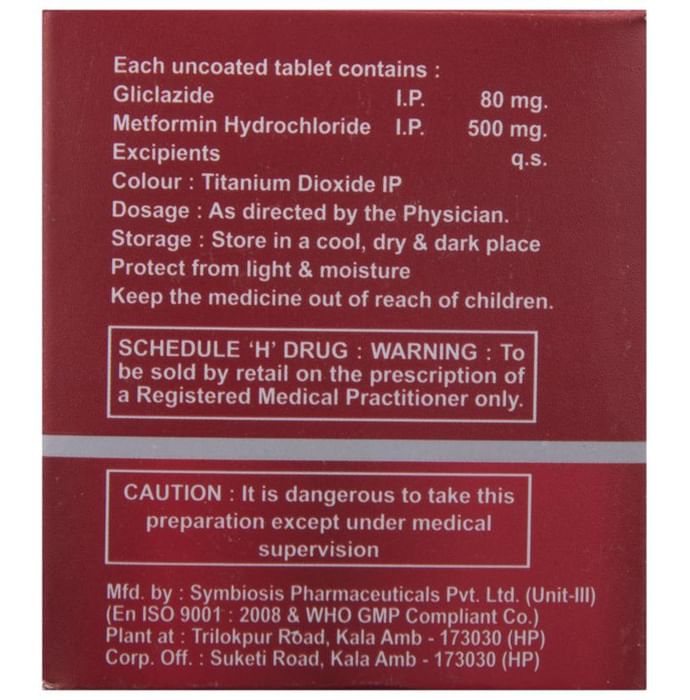 Each uncoated tablet contains :
Gliclazide I.P. 80 mg.
Metformin Hydrochloride I.P. 500 mg.
Excipients q.s.
Colour : Titanium Dioxide IP
Dosage : As directed by the Physician.
Storage : Store in a cool, dry & dark place
Protect from light & moisture
Keep the medicine out of reach of children.
SCHEDULE 'H' DRUG : WARNING : To
be sold by retail on the prescription of
a Registered Medical Practitioner only.
CAUTION : It is dangerous to take this
preparation except under medical
supervision
Mfd. by : Symbiosis Pharmaceuticals Pvt. Ltd. (Unit-III)
(En ISO 9001 : 2008 & WHO GMP Compliant Co.)
Plant at : Trilokpur Road, Kala Amb - 173030 (HP)
Corp. Off. : Suketi Road, Kala Amb - 173030 (HP)